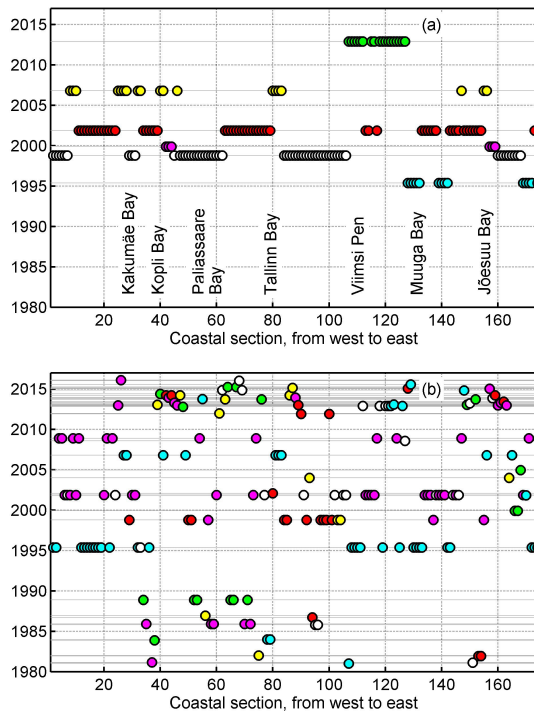 (a)
2015
2010
2005
2000
1995
1990
1985
1980
Kakumäe Bay
Kopli Bay
Paliassaare
Bay
Tallinn Bay
Viimsi Pen
Muuga Bay
Jõesuu Bay
20 40 60 80 100 120 140 160
Coastal section, from west to east
(b)
2015
2010
2005
2000
1995
1990
1985
1980
20 40 60 80 100 120 140 160
Coastal section, from west to east